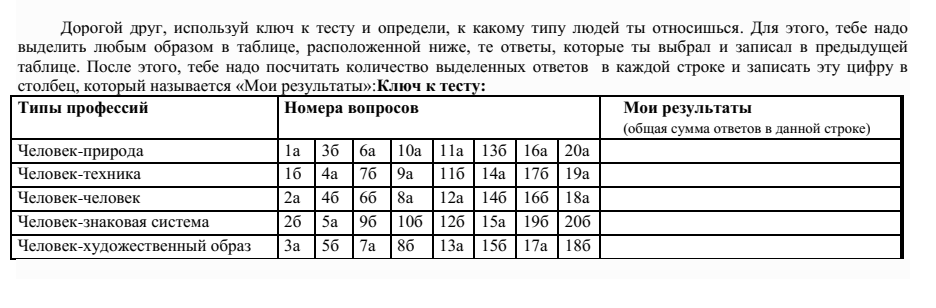 Дорогой друг, используй ключ к тесту и определи, к какому типу людей ты относишься. Для этого, тебе надо
выделить любым образом в таблице, расположенной ниже, те ответы, которые ты выбрал и записал в предыдущей
таблице. После этого, тебе надо посчитать количество выделенных ответов в каждой строке и записать эту цифру в
столбец, который называется «Мои результаты»:Ключ к тесту:
Типы профессий Номера вопросов Мои результаты
(общая сумма ответов в данной строке)
Человек-природа 1а 3б 6а 10а 11а 13б 16а 20а
Человек-техника 1б 4а 7б 9а 11б 14а 17б 19а
Человек-человек 2а 4б 6б 8а 12а 14б 16б 18а
Человек-знаковая система 2б 5а 9б 10б 12б 15а 19б 20б
Человек-художественный образ 3а 5б 7а 8б 13а 15б 17а 18б